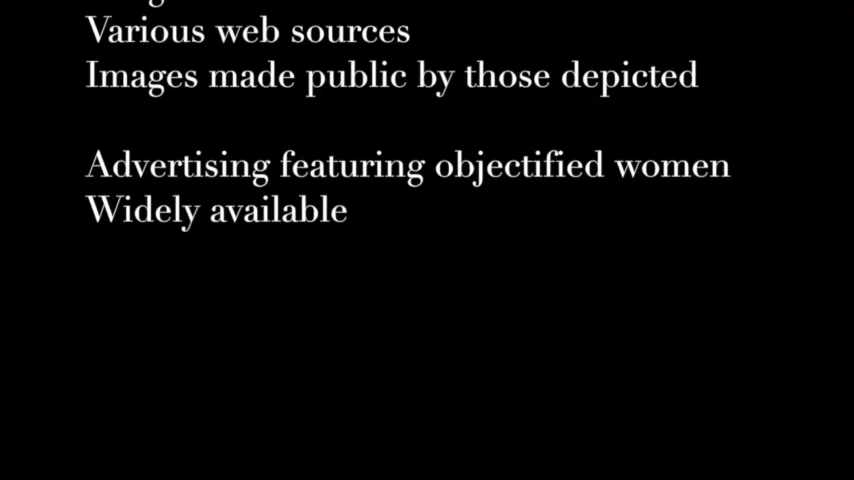 Various web sources
Images made public by those depicted
Advertising featuring objectified women
Widely available